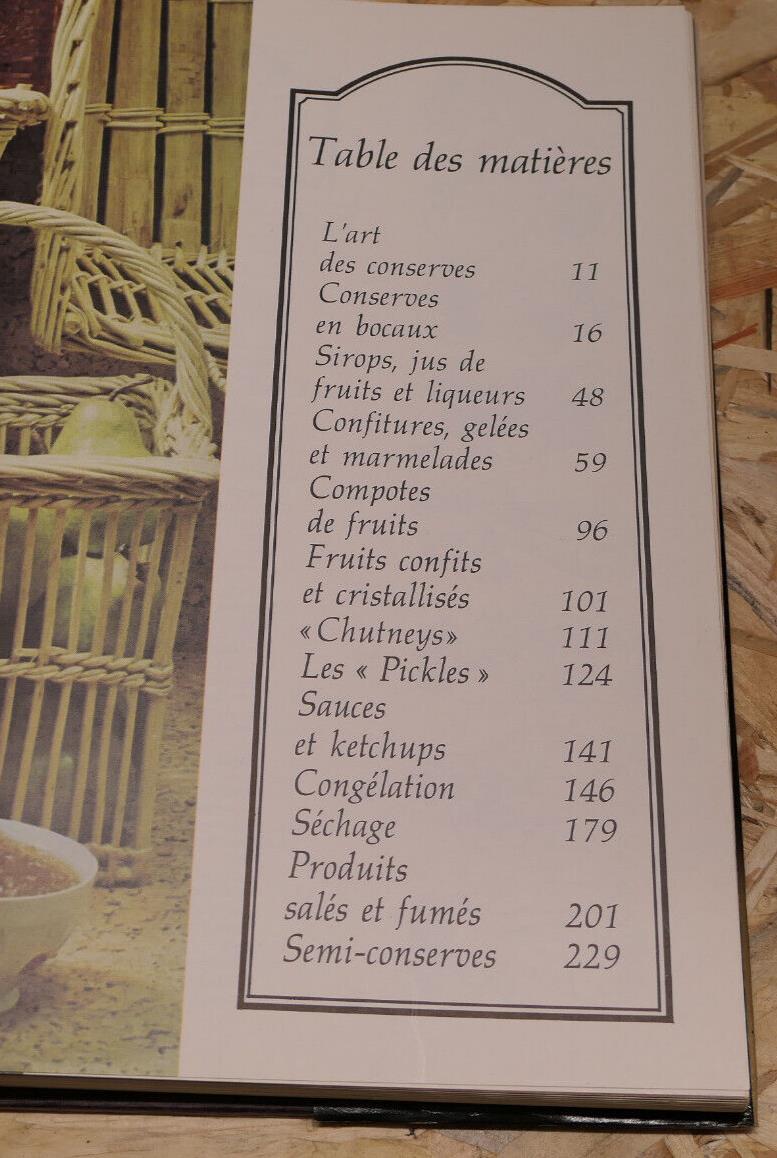 Table des matières
L'art
des conserves 11
Conserves
en bocaux 16
Sirops, jus de
fruits et liqueurs 48
Confitures, gelées
et marmelades 59
Compotes
de fruits 96
Fruits confits
et cristallisés 101
«Chutneys» 111
Les « Pickles » 124
Sauces
et ketchups 141
Congélation 146
Séchage 179
Produits
salés et fumés 201
Semi-conserves 229